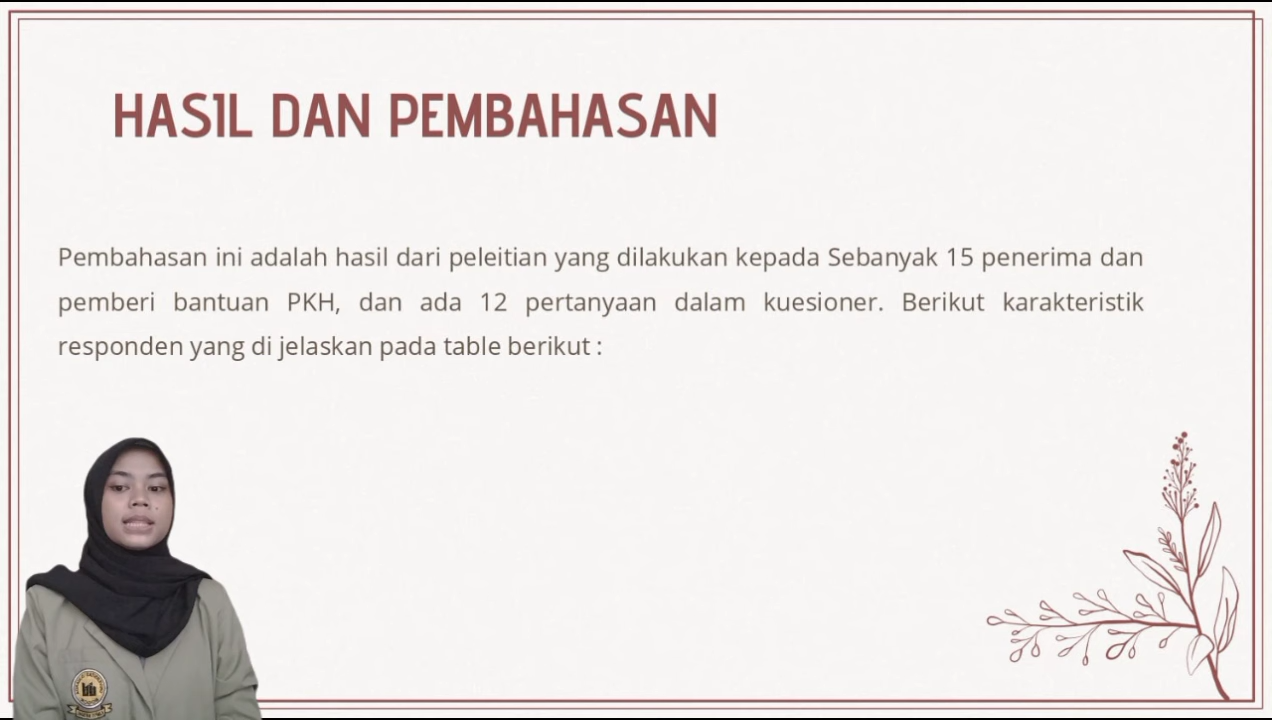 HASIL DAN PEMBAHASAN
Pembahasan ini adalah hasil dari peleitian yang dilakukan kepada Sebanyak 15 penerima dan
pemberi bantuan PKH, dan ada 12 pertanyaan dalam kuesioner. Berikut karakteristik
responden yang di jelaskan pada table berikut :